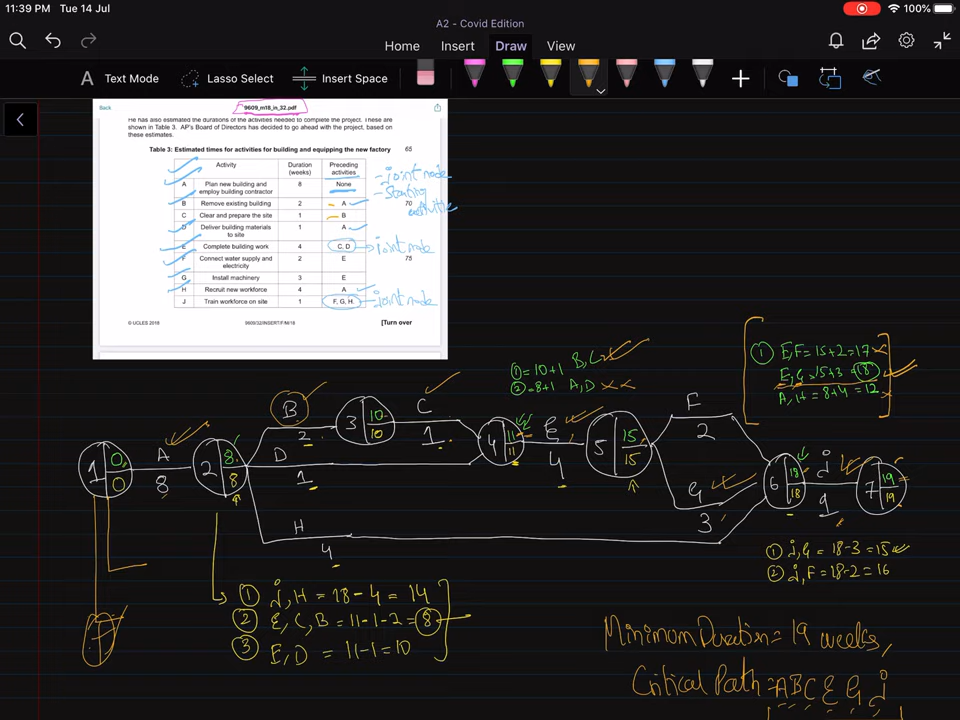 11:39 PM Tue 14 Jul
100%
A2 - Covid Edition
Home Insert Draw View
Text Mode Lasso Select Insert Space
Back 9609_m18_in_32.pdf
He has also estimated the durations of the activities needed to complete the project. These are
shown in Table 3. AP's Board of Directors has decided to go ahead with the project, based on
these estimates.
Table 3: Estimated times for activities for building and equipping the new factory 65
Activity Duration (weeks) Preceding activities
A Plan new building and employ building contractor 8 None
B Remove existing building 2 A 70
C Clear and prepare the site 1 B
D Deliver building materials to site 1 A
E Complete building work 4 C, D
F Connect water supply and electricity 2 E 75
G Install machinery 3 E
H Recruit new workforce 4 A
J Train workforce on site 1 F, G, H
- joint node
- Starting
joint node
joint node
© UCLES 2018 9609/32/INSERT/F/M/18 [Turn over
① = 10+1 B,C
② = 8+1 A,D
① E,F = 15+2 = 17
E,G = 15+3 = 18
A,H = 8+4 = 12
1 0 0
A 8
2 8 8
B 2
3 10 10
C 1
D 1
H 4
4 11 11
E 4
5 15 15
F 2
G 3
6 18 18
j 1
7 19 19
① j,G = 18-3 = 15
② j,F = 18-2 = 16
① j,H = 18-4 = 14
② E,C,B = 11-1-2 = 8
③ E,D = 11-1 = 10
Minimum Duration = 19 weeks,
Critical Path = A B C E G j